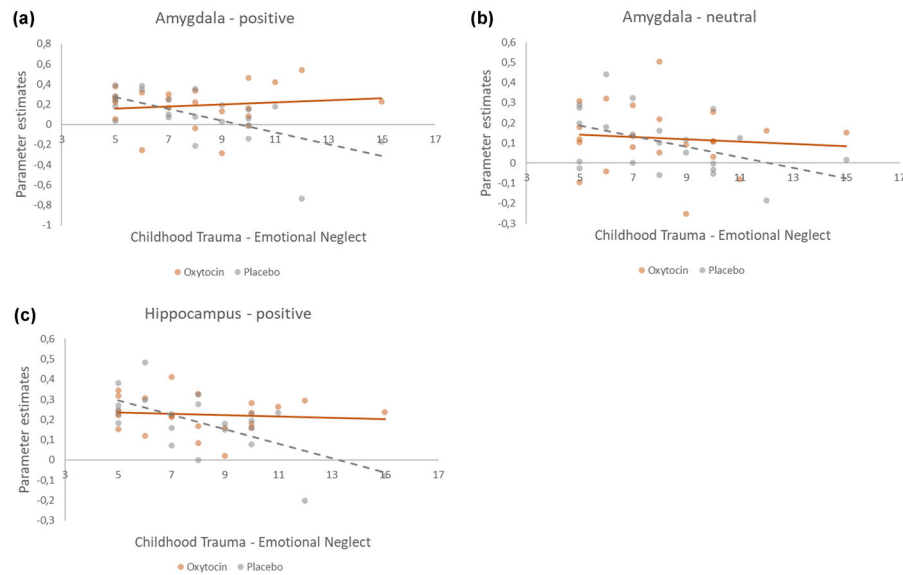 (a)
Amygdala - positive
0,8
0,6
0,4
0,2
0
-0,2
-0,4
-0,6
-0,8
-1
3 5 7 9 11 13 15 17
Parameter estimates
Childhood Trauma - Emotional Neglect
Oxytocin Placebo
(b)
Amygdala - neutral
0,6
0,5
0,4
0,3
0,2
0,1
0
-0,1
-0,2
-0,3
3 5 7 9 11 13 15 17
Parameter estimates
Childhood Trauma - Emotional Neglect
Oxytocin Placebo
(c)
Hippocampus - positive
0,6
0,5
0,4
0,3
0,2
0,1
0
-0,1
-0,2
-0,3
3 5 7 9 11 13 15 17
Parameter estimates
Childhood Trauma - Emotional Neglect
Oxytocin Placebo